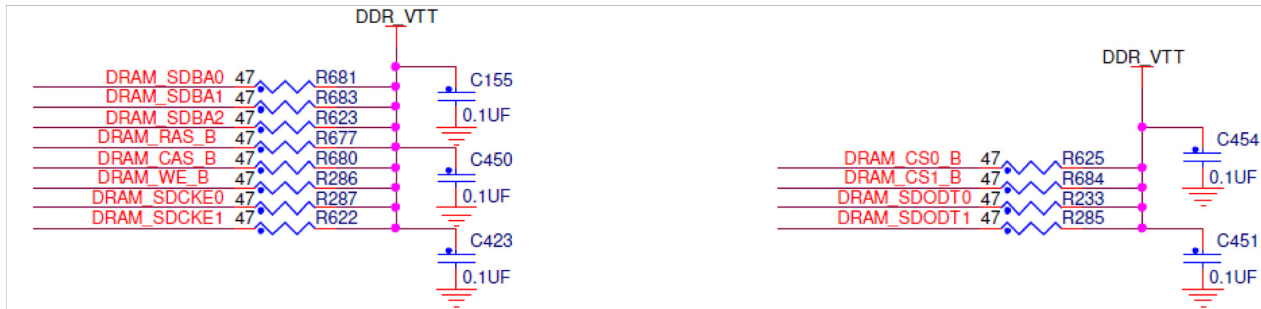 DDR_VTT
DRAM_SDBA0 47 R681
C155
DRAM_SDBA1 47 R683
0.1UF
DRAM_SDBA2 47 R623
DRAM_RAS_B 47 R677
DRAM_CAS_B 47 R680
C450
DRAM_WE_B 47 R286
0.1UF
DRAM_SDCKE0 47 R287
DRAM_SDCKE1 47 R622
C423
0.1UF
DDR_VTT
C454
DRAM_CS0_B 47 R625
0.1UF
DRAM_CS1_B 47 R684
DRAM_SDODT0 47 R233
DRAM_SDODT1 47 R285
C451
0.1UF